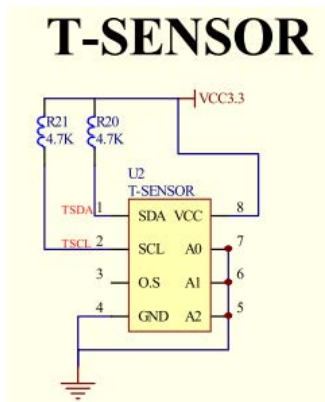 T-SENSOR
VCC3.3
R21 R20
4.7K 4.7K
U2
T-SENSOR
TSDA 1 SDA VCC 8
TSCL 2 SCL A0 7
3 O.S A1 6
4 GND A2 5